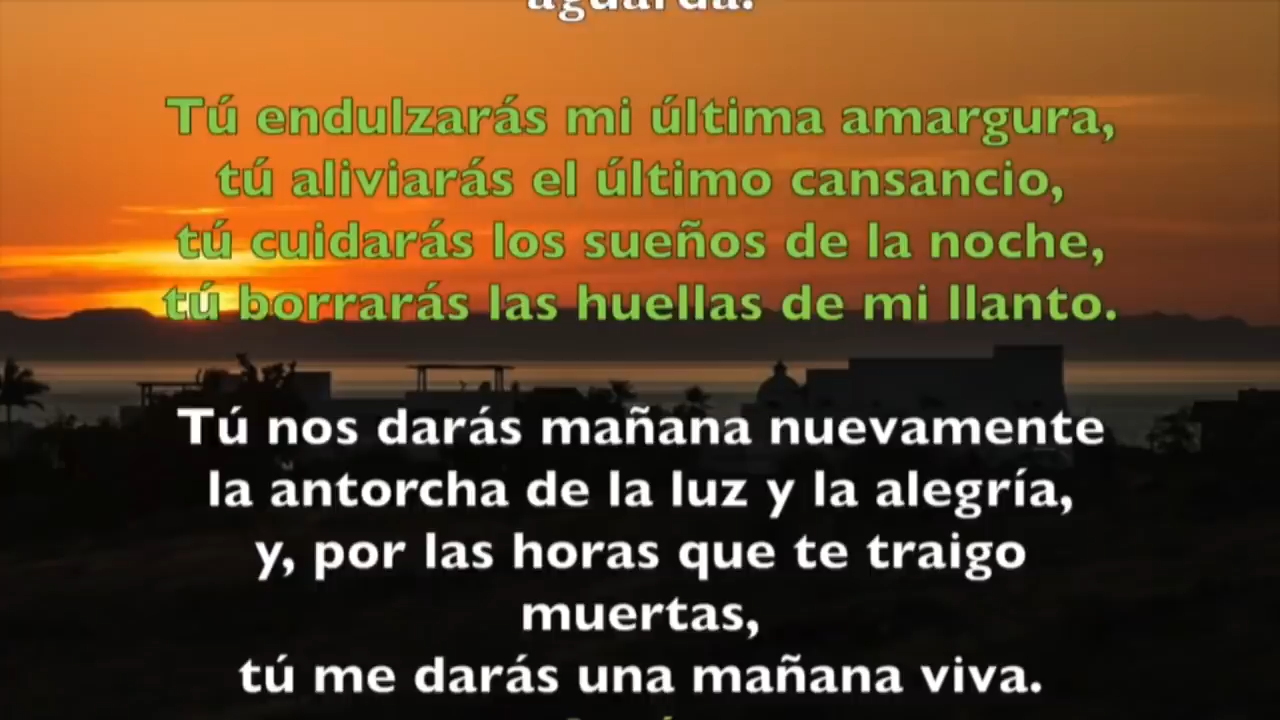 aguarda.
Tú endulzarás mi última amargura,
tú aliviarás el último cansancio,
tú cuidarás los sueños de la noche,
tú borrarás las huellas de mi llanto.
Tú nos darás mañana nuevamente
la antorcha de la luz y la alegría,
y, por las horas que te traigo
muertas,
tú me darás una mañana viva.